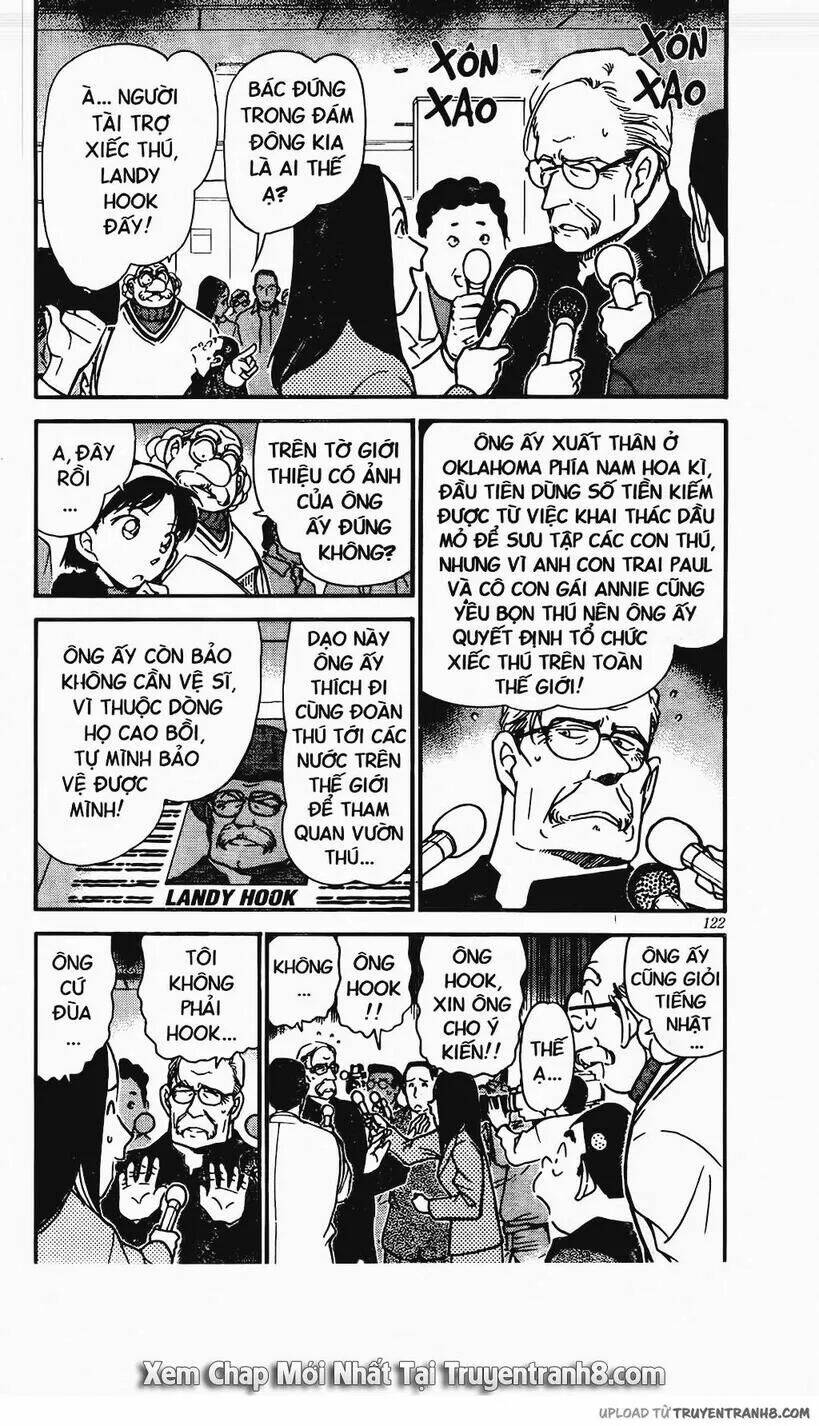 À... NGƯỜI
TÀI TRỢ
XIẾC THÚ,
LANDY
HOOK
ĐẤY!
BÁC ĐỨNG
TRONG ĐÁM
ĐÔNG KIA
LÀ AI THẾ
Ạ?
XÔN
XAO
XÔN
XAO
A, ĐÂY
RỒI
...
TRÊN TỜ GIỚI
THIỆU CÓ ẢNH
CỦA ÔNG
ẤY ĐÚNG
KHÔNG?
ÔNG ẤY XUẤT THÂN Ở
OKLAHOMA PHÍA NAM HOA KÌ,
ĐẦU TIÊN DÙNG SỐ TIỀN KIẾM
ĐƯỢC TỪ VIỆC KHAI THÁC DẦU
MỎ ĐỂ SƯU TẬP CÁC CON THÚ,
NHƯNG VÌ ANH CON TRAI PAUL
VÀ CÔ CON GÁI ANNIE CŨNG
YÊU BỌN THÚ NÊN ÔNG ẤY
QUYẾT ĐỊNH TỔ CHỨC
XIẾC THÚ TRÊN TOÀN
THẾ GIỚI!
ÔNG ẤY CÒN BẢO
KHÔNG CẦN VỆ SĨ,
VÌ THUỘC DÒNG
HỌ CAO BỒI,
TỰ MÌNH BẢO
VỆ ĐƯỢC
MÌNH!
DẠO NÀY
ÔNG ẤY
THÍCH ĐI
CÙNG ĐOÀN
THÚ TỚI CÁC
NƯỚC TRÊN
THẾ GIỚI
ĐỂ THAM
QUAN VƯỜN
THÚ...
LANDY HOOK
122
ÔNG
CỨ
ĐÙA
...
TÔI
KHÔNG
PHẢI
HOOK...
KHÔNG
...
ÔNG
HOOK
!!
ÔNG
HOOK,
XIN ÔNG
CHO Ý
KIẾN!!
THẾ
Ạ...
ÔNG ẤY
CŨNG GIỎI
TIẾNG
NHẬT
...
Xem Chap Mới Nhất Tại Truyentranh8.com
UPLOAD TỪ TRUYENTRANH8.COM